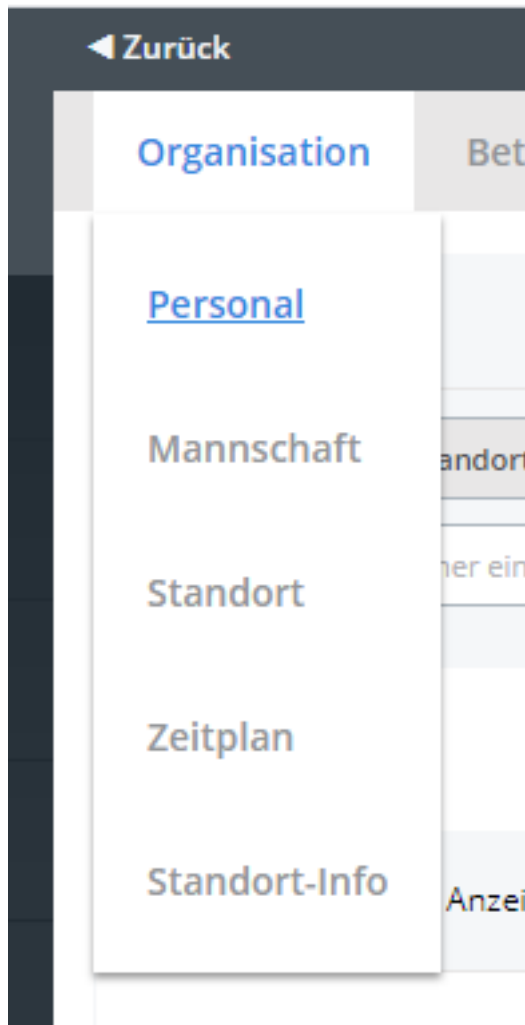 Zurück
Organisation
Personal
Mannschaft
Standort
Zeitplan
Standort-Info